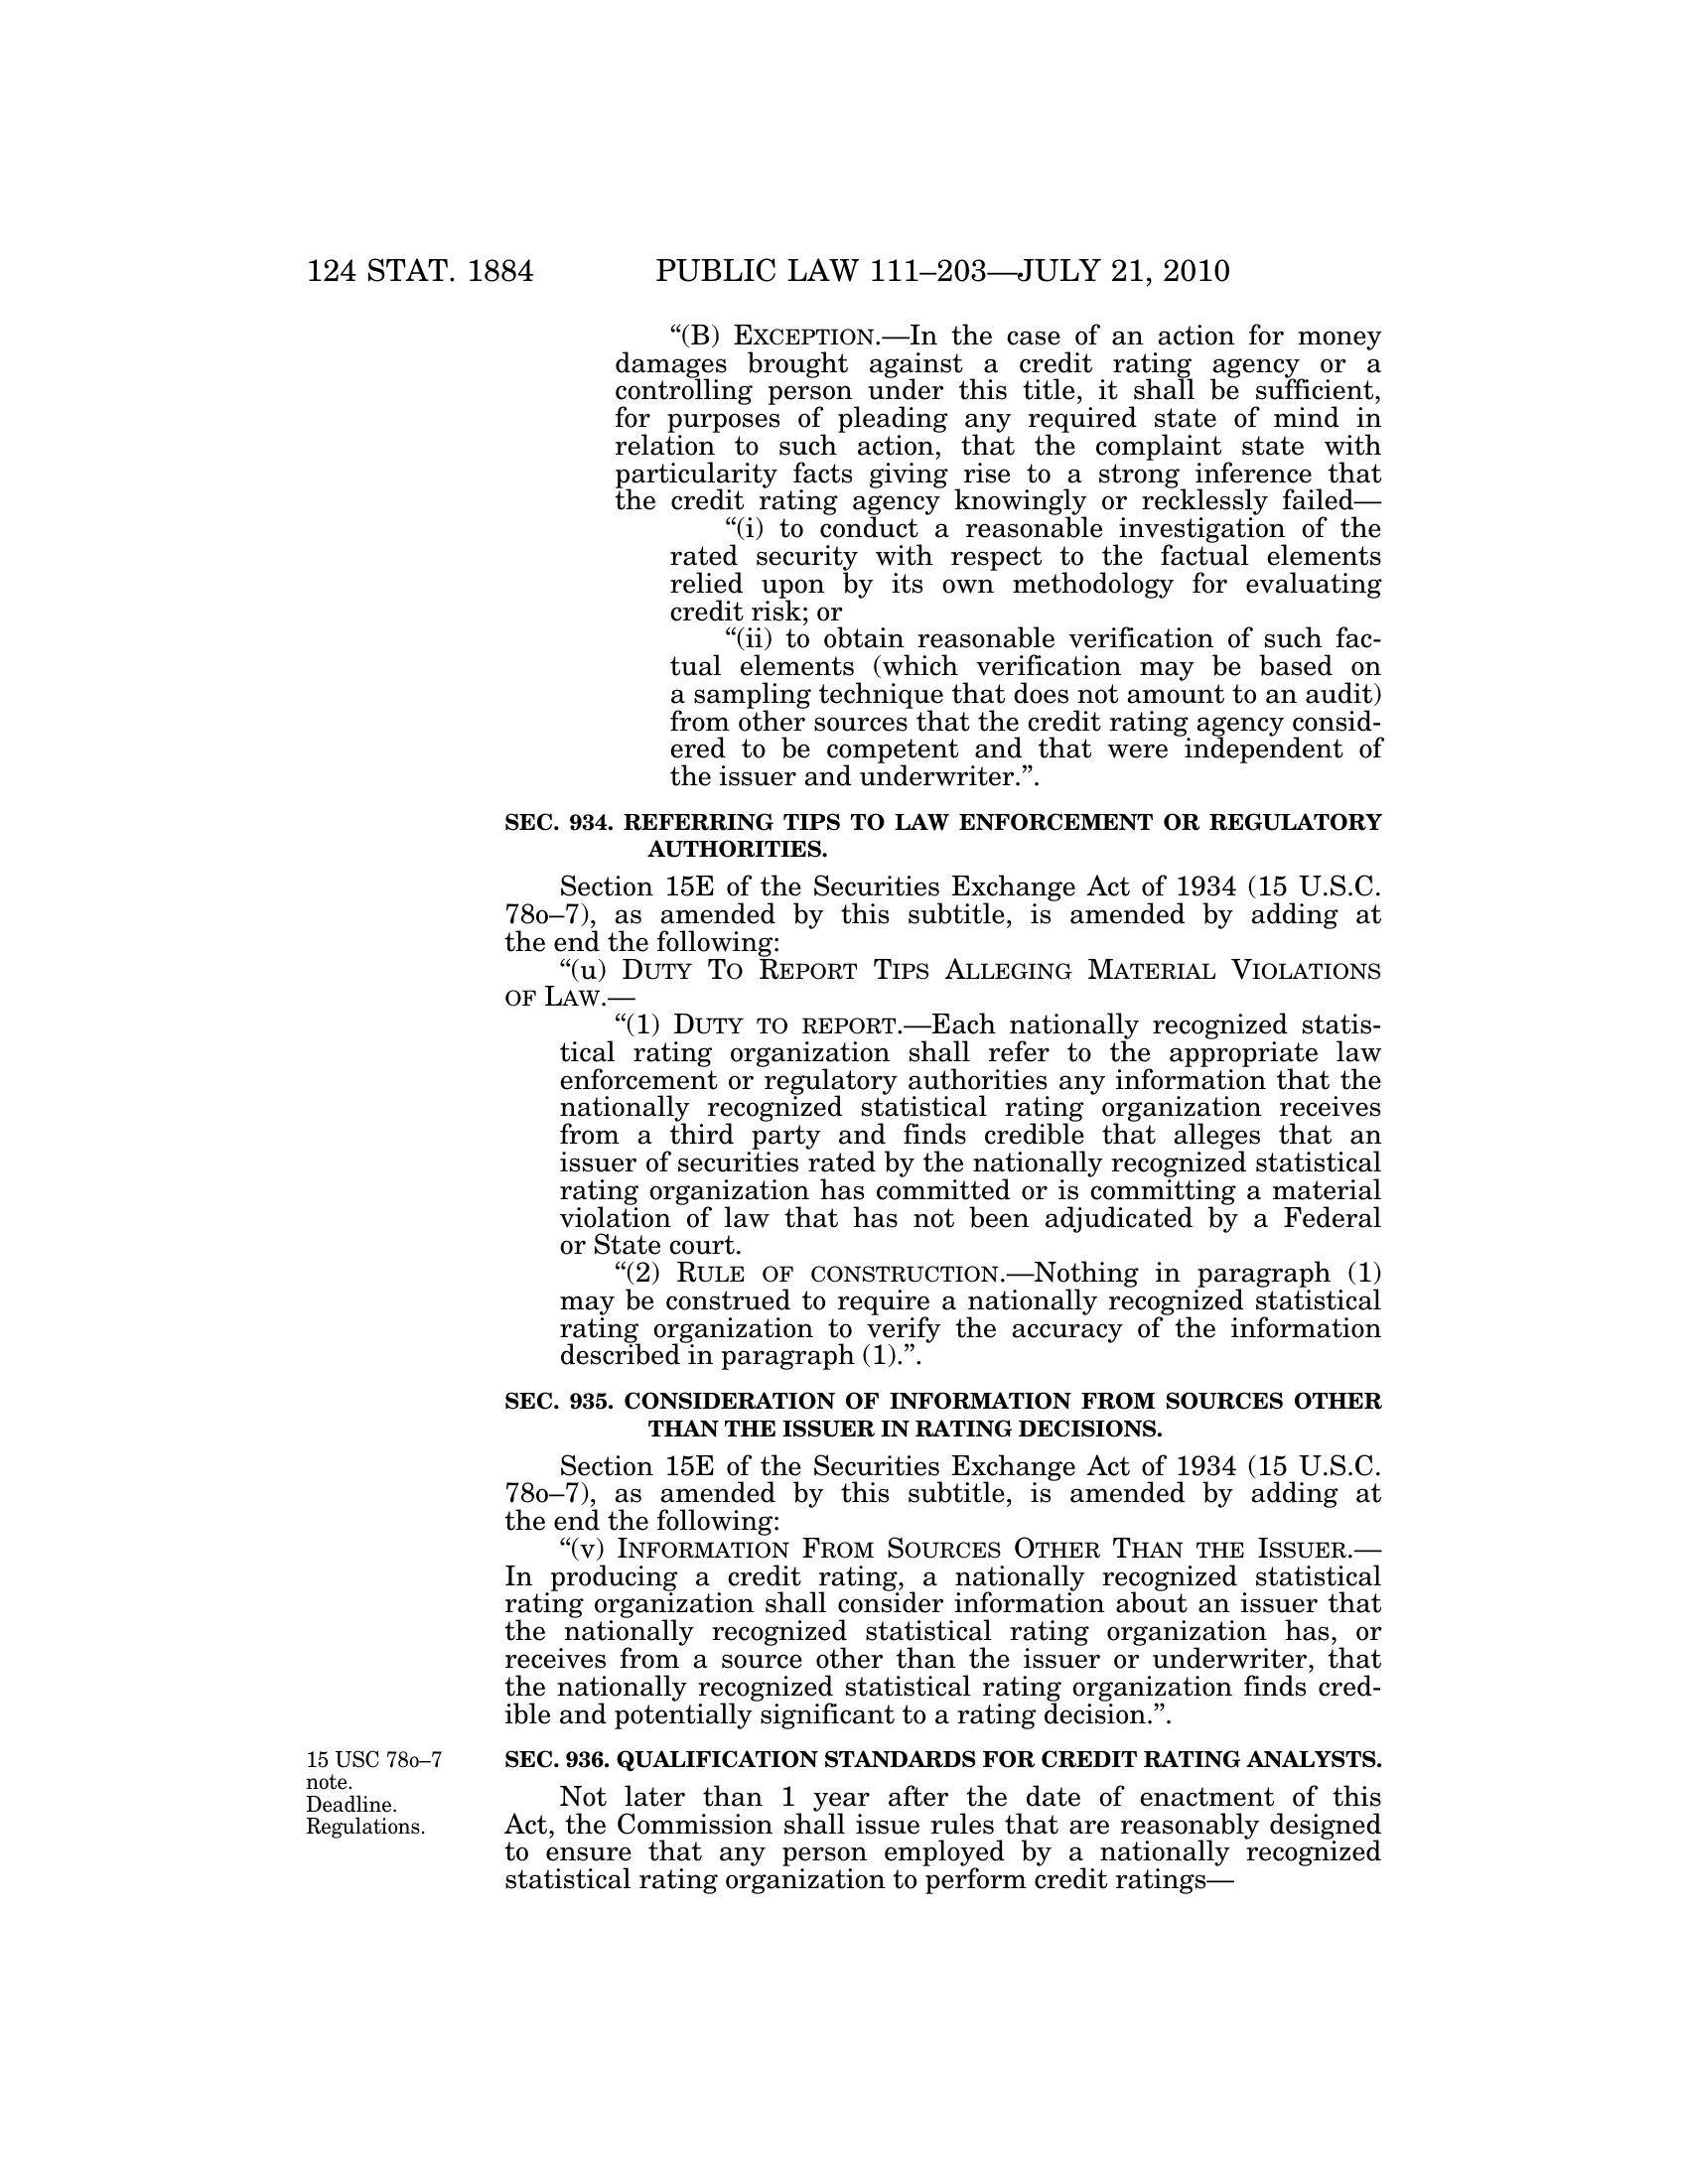 124 STAT. 1884 PUBLIC LAW 111–203—JULY 21, 2010
“(B) EXCEPTION.—In the case of an action for money
damages brought against a credit rating agency or a
controlling person under this title, it shall be sufficient,
for purposes of pleading any required state of mind in
relation to such action, that the complaint state with
particularity facts giving rise to a strong inference that
the credit rating agency knowingly or recklessly failed—
“(i) to conduct a reasonable investigation of the
rated security with respect to the factual elements
relied upon by its own methodology for evaluating
credit risk; or
“(ii) to obtain reasonable verification of such fac-
tual elements (which verification may be based on
a sampling technique that does not amount to an audit)
from other sources that the credit rating agency consid-
ered to be competent and that were independent of
the issuer and underwriter.”.
SEC. 934. REFERRING TIPS TO LAW ENFORCEMENT OR REGULATORY
AUTHORITIES.
Section 15E of the Securities Exchange Act of 1934 (15 U.S.C.
78o–7), as amended by this subtitle, is amended by adding at
the end the following:
“(u) DUTY TO REPORT TIPS ALLEGING MATERIAL VIOLATIONS
OF LAW.—
“(1) DUTY TO REPORT.—Each nationally recognized statis-
tical rating organization shall refer to the appropriate law
enforcement or regulatory authorities any information that the
nationally recognized statistical rating organization receives
from a third party and finds credible that alleges that an
issuer of securities rated by the nationally recognized statistical
rating organization has committed or is committing a material
violation of law that has not been adjudicated by a Federal
or State court.
“(2) RULE OF CONSTRUCTION.—Nothing in paragraph (1)
may be construed to require a nationally recognized statistical
rating organization to verify the accuracy of the information
described in paragraph (1).”.
SEC. 935. CONSIDERATION OF INFORMATION FROM SOURCES OTHER
THAN THE ISSUER IN RATING DECISIONS.
Section 15E of the Securities Exchange Act of 1934 (15 U.S.C.
78o–7), as amended by this subtitle, is amended by adding at
the end the following:
“(v) INFORMATION FROM SOURCES OTHER THAN THE ISSUER.—
In producing a credit rating, a nationally recognized statistical
rating organization shall consider information about an issuer that
the nationally recognized statistical rating organization has, or
receives from a source other than the issuer or underwriter, that
the nationally recognized statistical rating organization finds cred-
ible and potentially significant to a rating decision.”.
SEC. 936. QUALIFICATION STANDARDS FOR CREDIT RATING ANALYSTS.
Not later than 1 year after the date of enactment of this
Act, the Commission shall issue rules that are reasonably designed
to ensure that any person employed by a nationally recognized
statistical rating organization to perform credit ratings—
15 USC 78o–7
note.
Deadline.
Regulations.